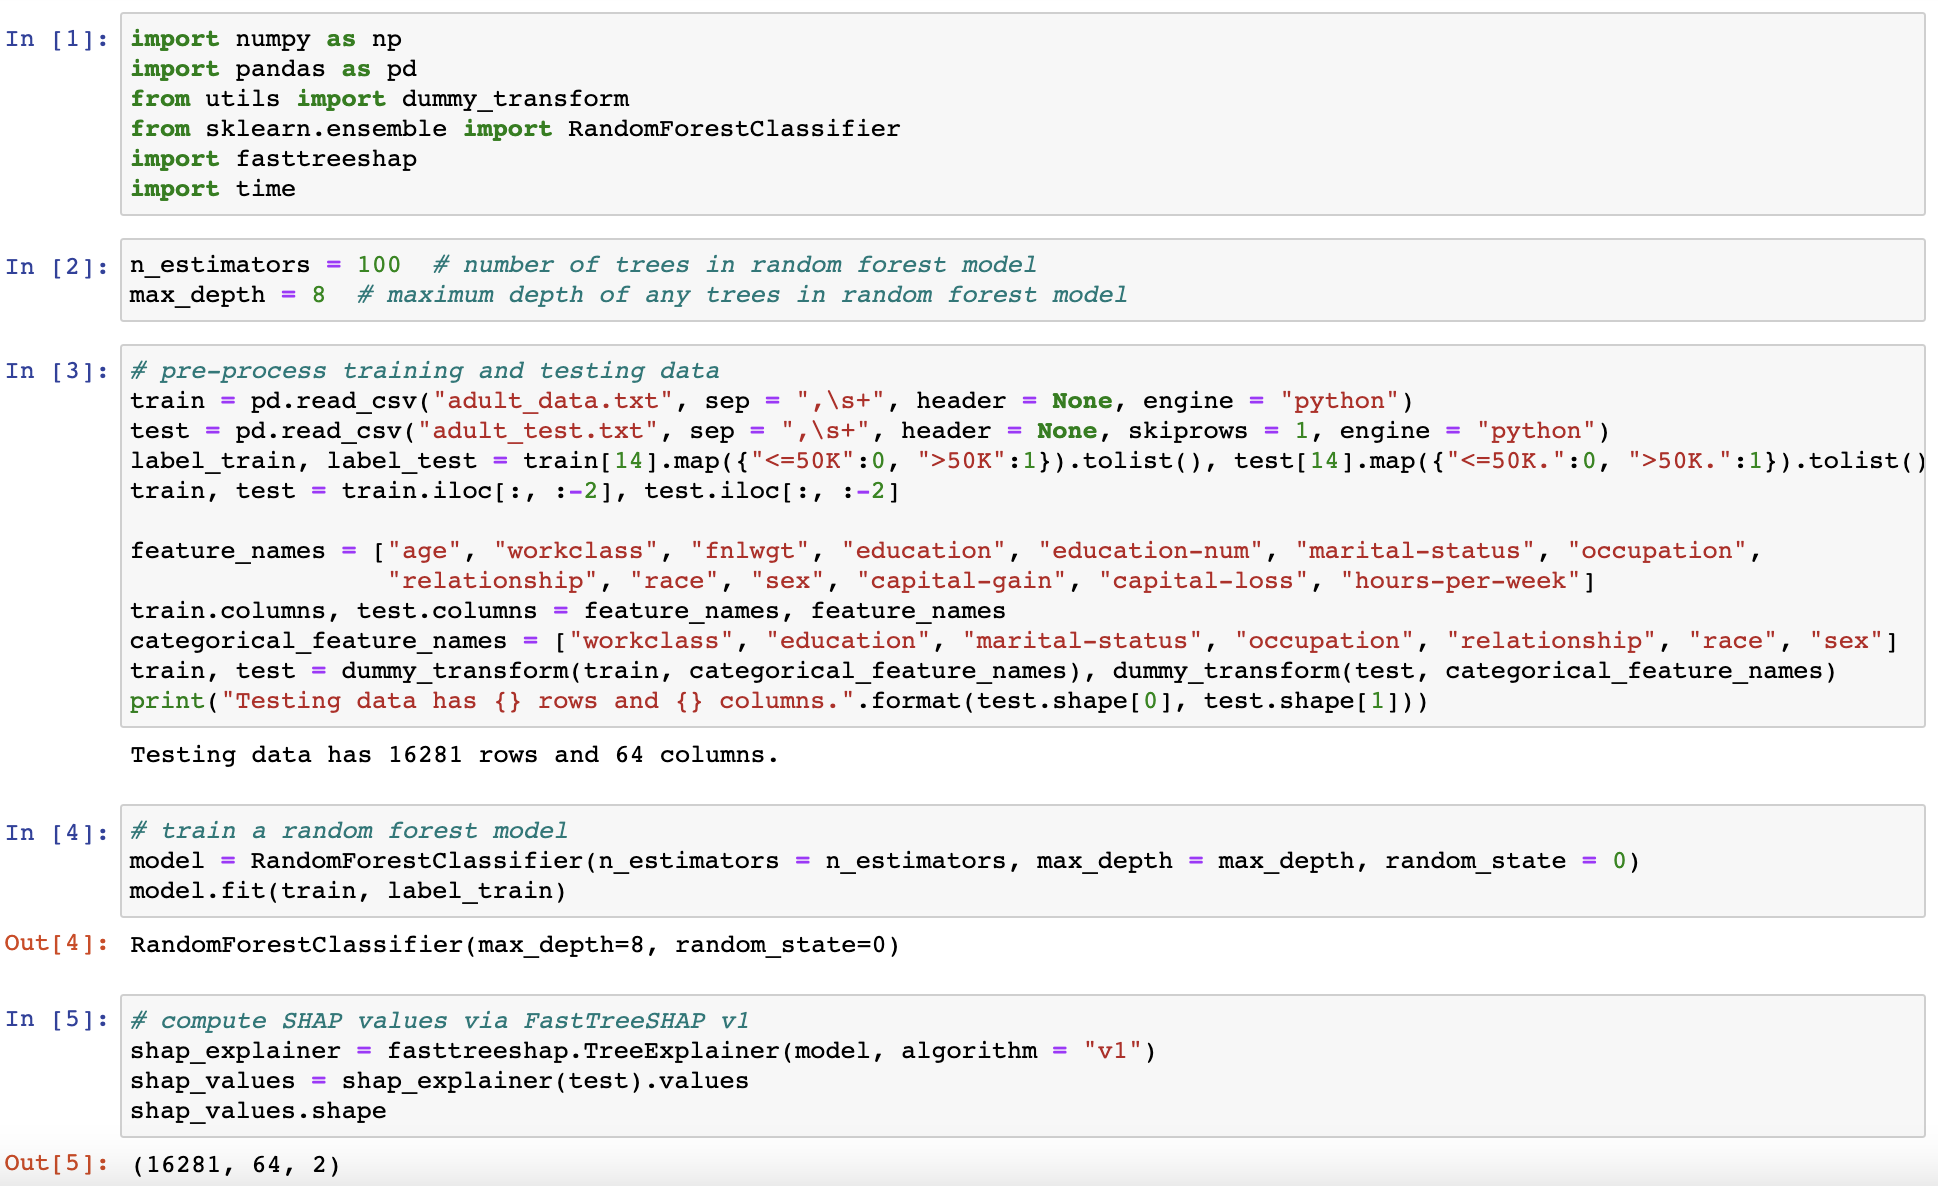 In [1]: import numpy as np
import pandas as pd
from utils import dummy_transform
from sklearn.ensemble import RandomForestClassifier
import fasttreeshap
import time
In [2]: n_estimators = 100  # number of trees in random forest model
max_depth = 8  # maximum depth of any trees in random forest model
In [3]: # pre-process training and testing data
train = pd.read_csv("adult_data.txt", sep = ",\s+", header = None, engine = "python")
test = pd.read_csv("adult_test.txt", sep = ",\s+", header = None, skiprows = 1, engine = "python")
label_train, label_test = train[14].map({"<=50K":0, ">50K":1}).tolist(), test[14].map({"<=50K.":0, ">50K.":1}).tolist()
train, test = train.iloc[:, :-2], test.iloc[:, :-2]
feature_names = ["age", "workclass", "fnlwgt", "education", "education-num", "marital-status", "occupation",
"relationship", "race", "sex", "capital-gain", "capital-loss", "hours-per-week"]
train.columns, test.columns = feature_names, feature_names
categorical_feature_names = ["workclass", "education", "marital-status", "occupation", "relationship", "race", "sex"]
train, test = dummy_transform(train, categorical_feature_names), dummy_transform(test, categorical_feature_names)
print("Testing data has {} rows and {} columns.".format(test.shape[0], test.shape[1]))
Testing data has 16281 rows and 64 columns.
In [4]: # train a random forest model
model = RandomForestClassifier(n_estimators = n_estimators, max_depth = max_depth, random_state = 0)
model.fit(train, label_train)
Out[4]: RandomForestClassifier(max_depth=8, random_state=0)
In [5]: # compute SHAP values via FastTreeSHAP v1
shap_explainer = fasttreeshap.TreeExplainer(model, algorithm = "v1")
shap_values = shap_explainer(test).values
shap_values.shape
Out[5]: (16281, 64, 2)